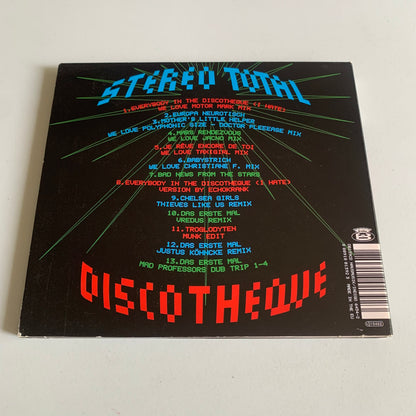 STEREO TOTAL
1.EVERYBODY IN THE DISCOTHEQUE (I HATE)
WE LOVE MOTOR MARK MIX
2.EUROPA NEUROTISCH
3.MOTHER'S LITTLE HELPER
WE LOVE POLYPHONIC SIZE - DOCTOR PLEEEASE MIX
4.MARS RENDEZVOUS
WE LOVE JACNO MIX
5.JE RÊVE ENCORE DE TOI
WE LOVE TAXIGIRL MIX
6.BABYSTRICH
WE LOVE CHRISTIANE F. MIX
7.BAD NEWS FROM THE STARS
8.EVERYBODY IN THE DISCOTHEQUE (I HATE)
VERSION BY ECHOKRANK
9.CHELSEA GIRLS
THIEVES LIKE US REMIX
10.DAS ERSTE MAL
VREDUS REMIX
11.TROGLODYTEN
MUNK EDIT
12.DAS ERSTE MAL
JUSTUS KÖHNCKE REMIX
13.DAS ERSTE MAL
MAD PROFESSORS DUB TRIP 1-4
DISCOTHEQUE